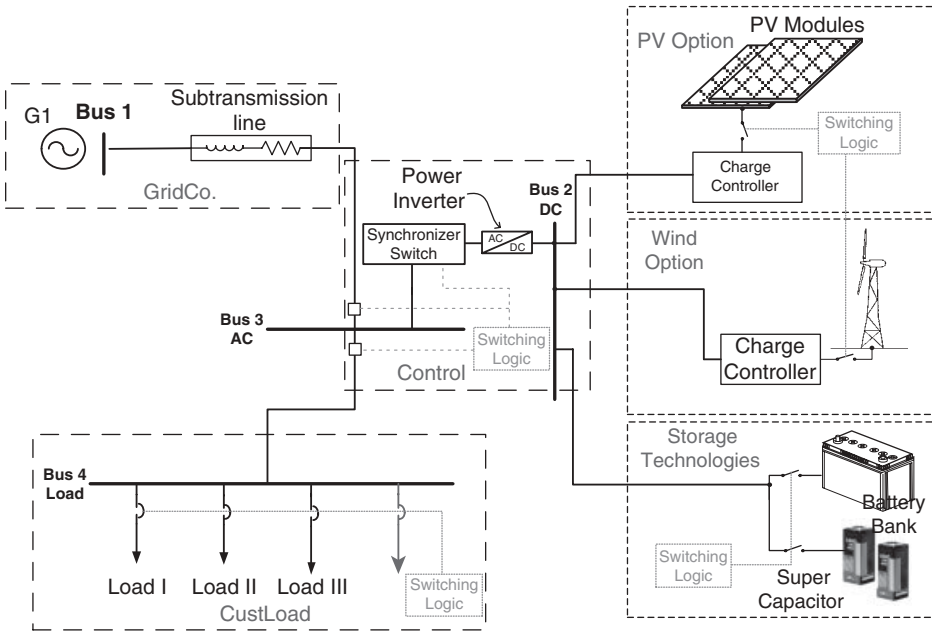 G1
Bus 1
Subtransmission
line
GridCo.
Power
Inverter
Bus 2
DC
Synchronizer
Switch
AC
DC
Bus 3
AC
Switching
Logic
Control
PV Modules
PV Option
Switching
Logic
Charge
Controller
Wind
Option
Charge
Controller
Storage
Technologies
Battery
Bank
Switching
Logic
Super
Capacitor
Bus 4
Load
Load I
Load II
Load III
Switching
Logic
CustLoad